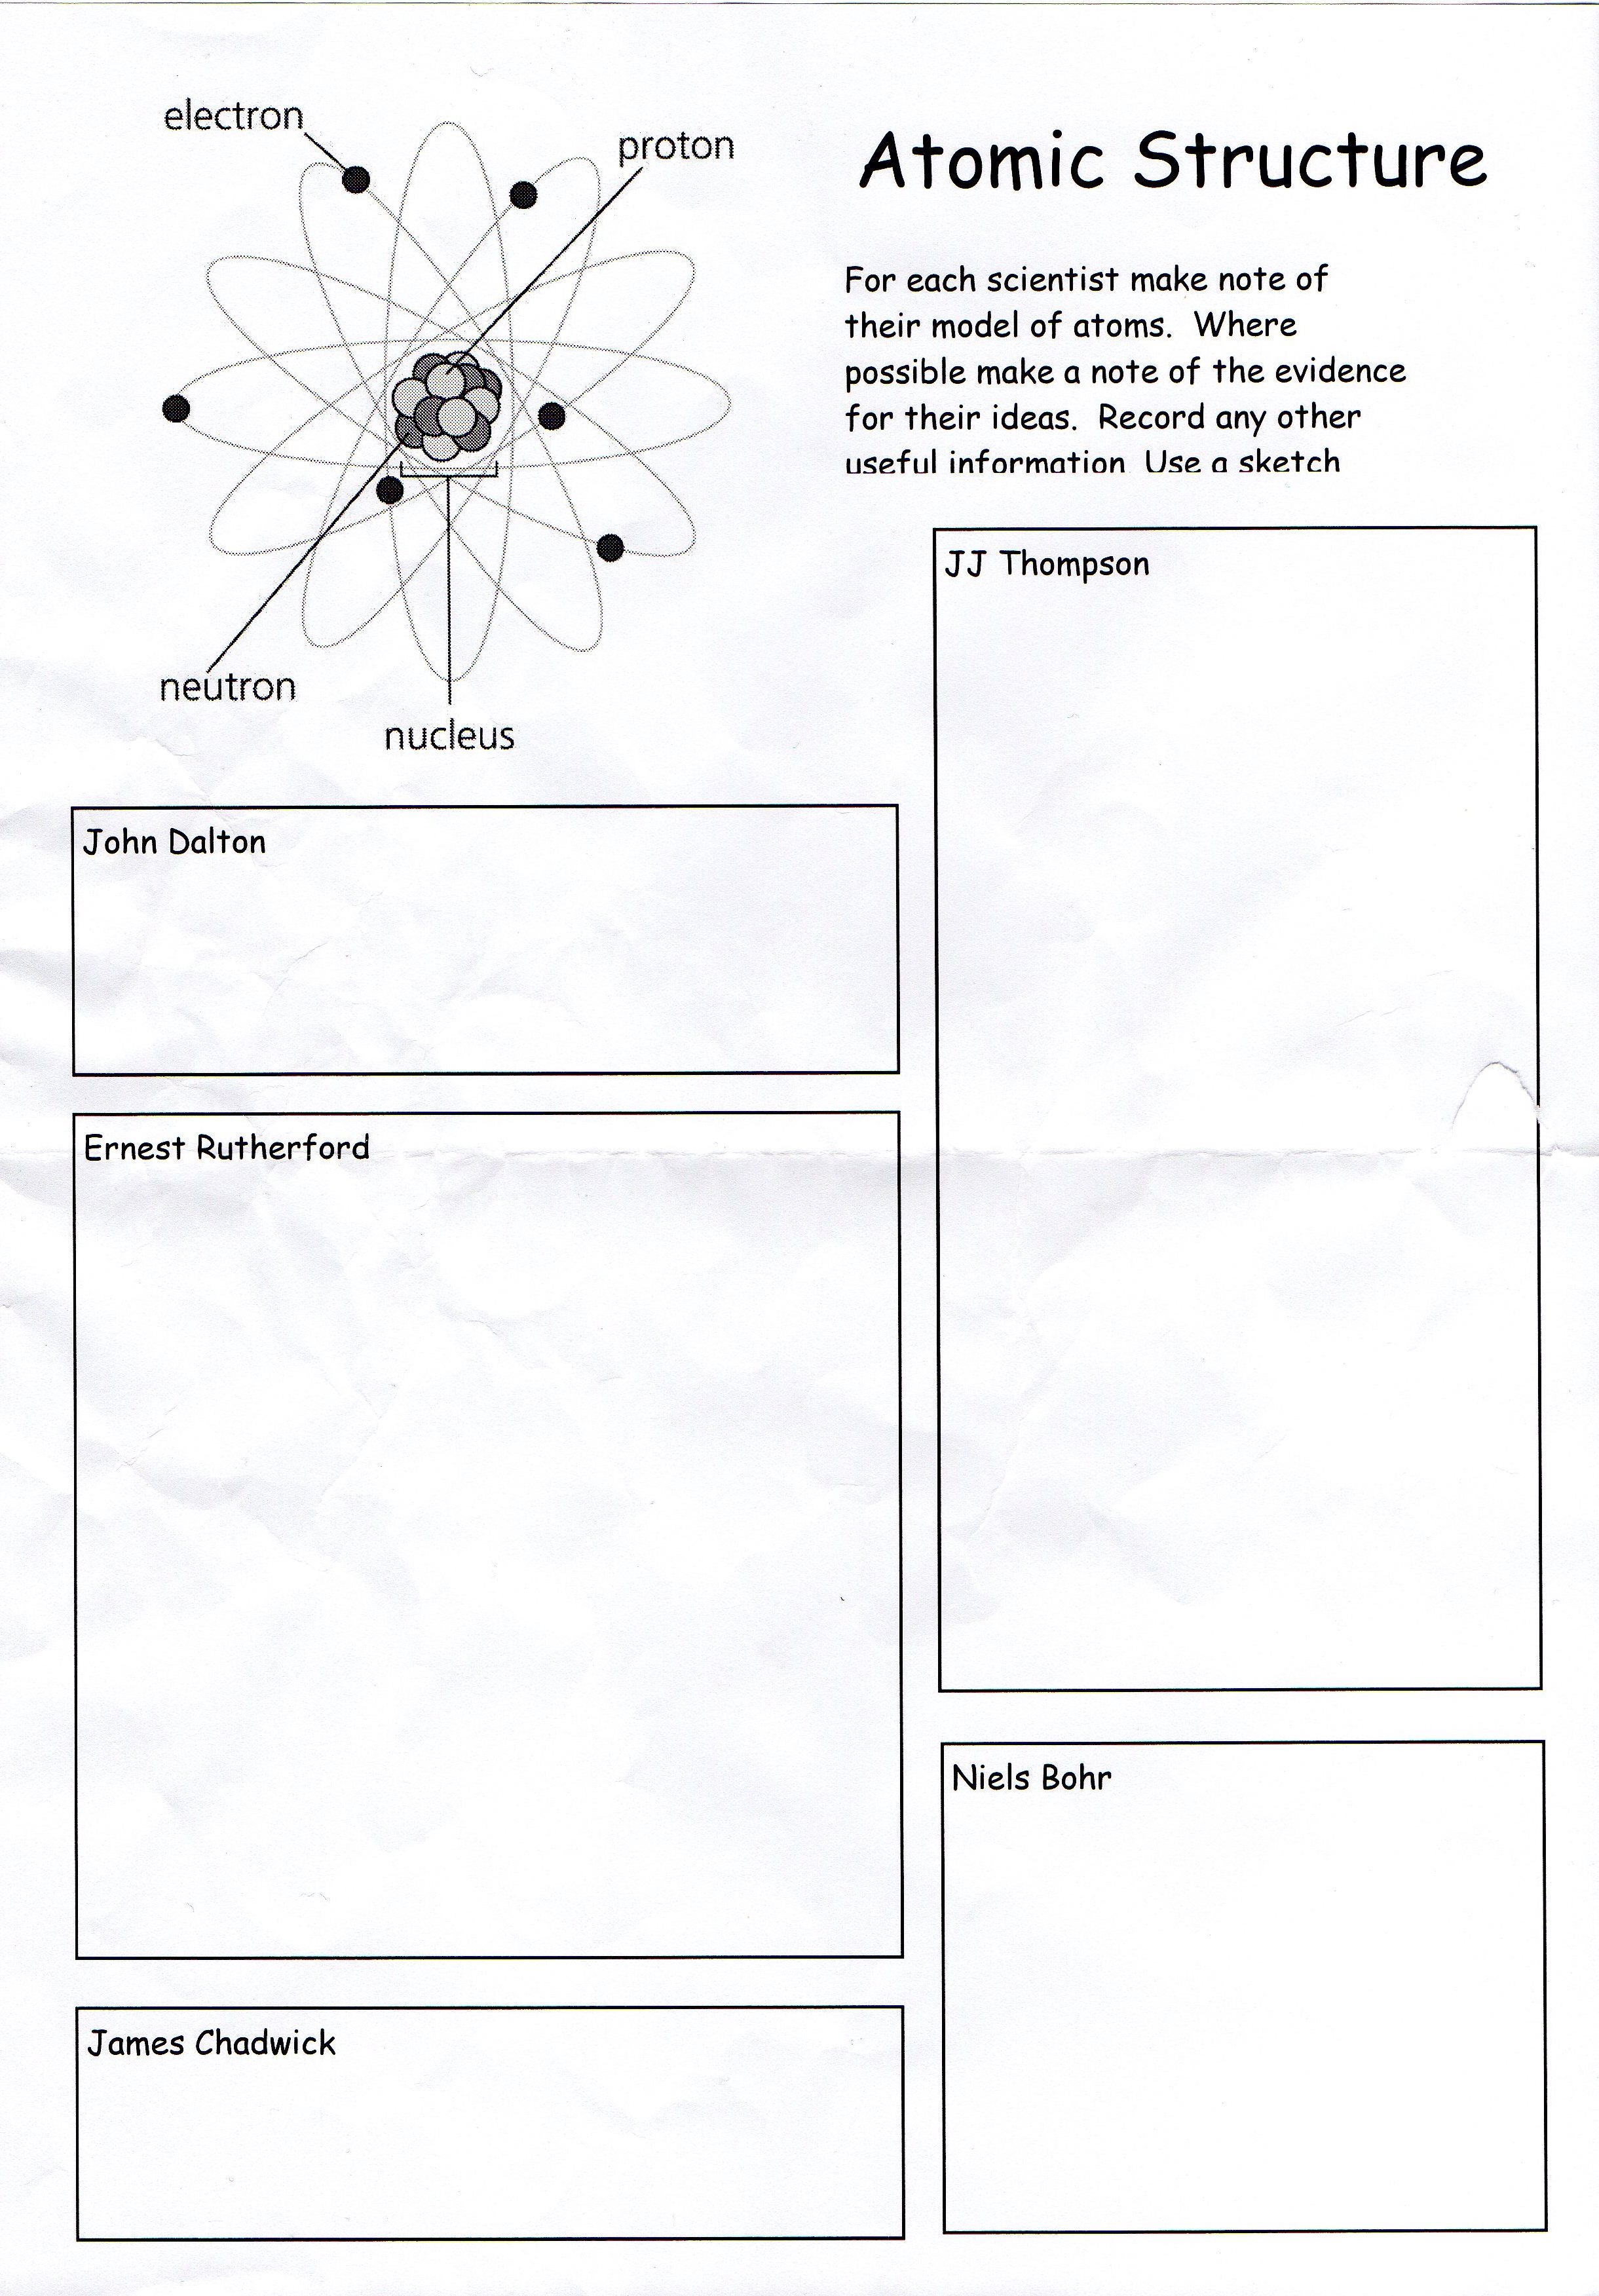 electron
proton
neutron
nucleus
Atomic Structure
For each scientist make note of
their model of atoms.  Where
possible make a note of the evidence
for their ideas.  Record any other
useful information  Use a sketch
JJ Thompson
John Dalton
Ernest Rutherford
Niels Bohr
James Chadwick